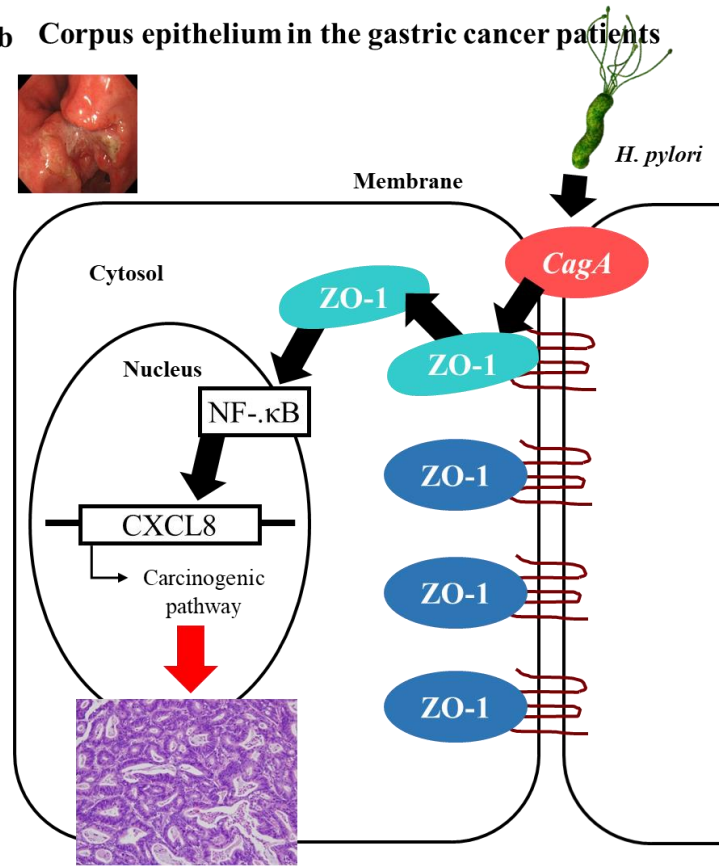 b Corpus epithelium in the gastric cancer patients
H. pylori
Membrane
CagA
Cytosol
ZO-1
ZO-1
Nucleus
NF-.κB
ZO-1
CXCL8
Carcinogenic
pathway
ZO-1
ZO-1